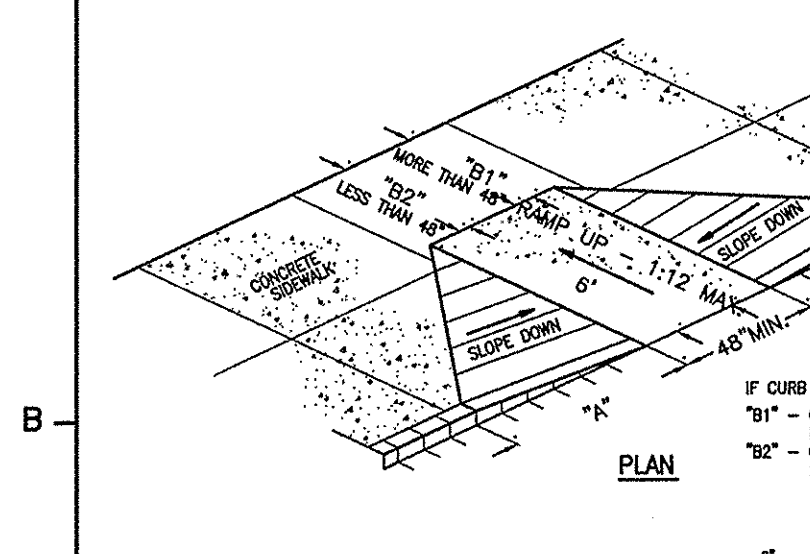 "B1"
MORE THAN 48"
"B2"
LESS THAN 48"
RAMP UP - 1:12 MAX.
6'
SLOPE DOWN
CONCRETE
SIDEWALK
SLOPE DOWN
48"MIN.
"A"
IF CURB
"B1" -
"B2" -
B
PLAN